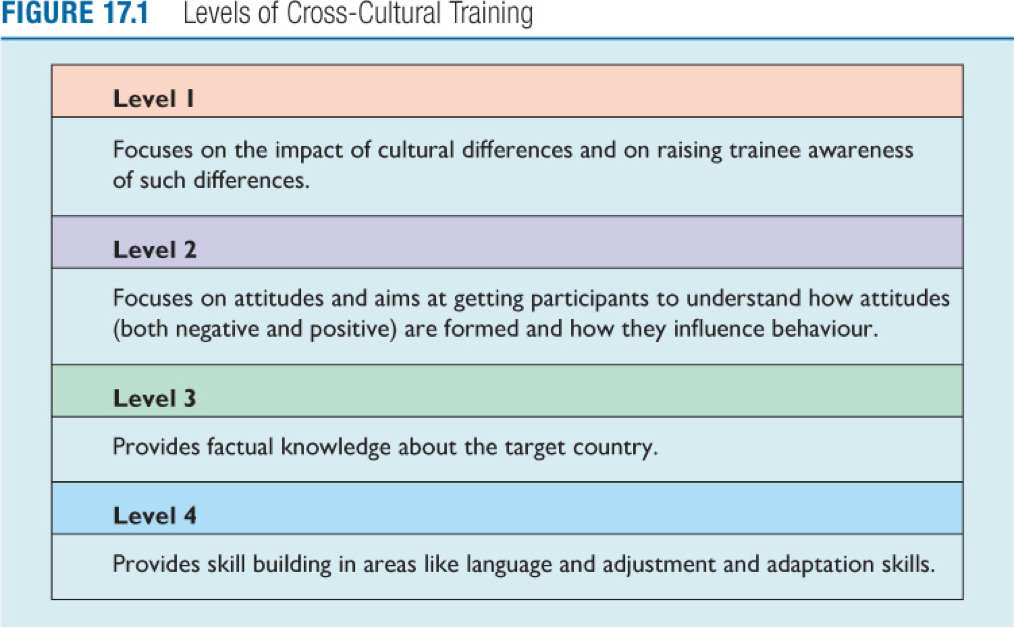 FIGURE 17.1 Levels of Cross-Cultural Training
Level 1
Focuses on the impact of cultural differences and on raising trainee awareness
of such differences.
Level 2
Focuses on attitudes and aims at getting participants to understand how attitudes
(both negative and positive) are formed and how they influence behaviour.
Level 3
Provides factual knowledge about the target country.
Level 4
Provides skill building in areas like language and adjustment and adaptation skills.